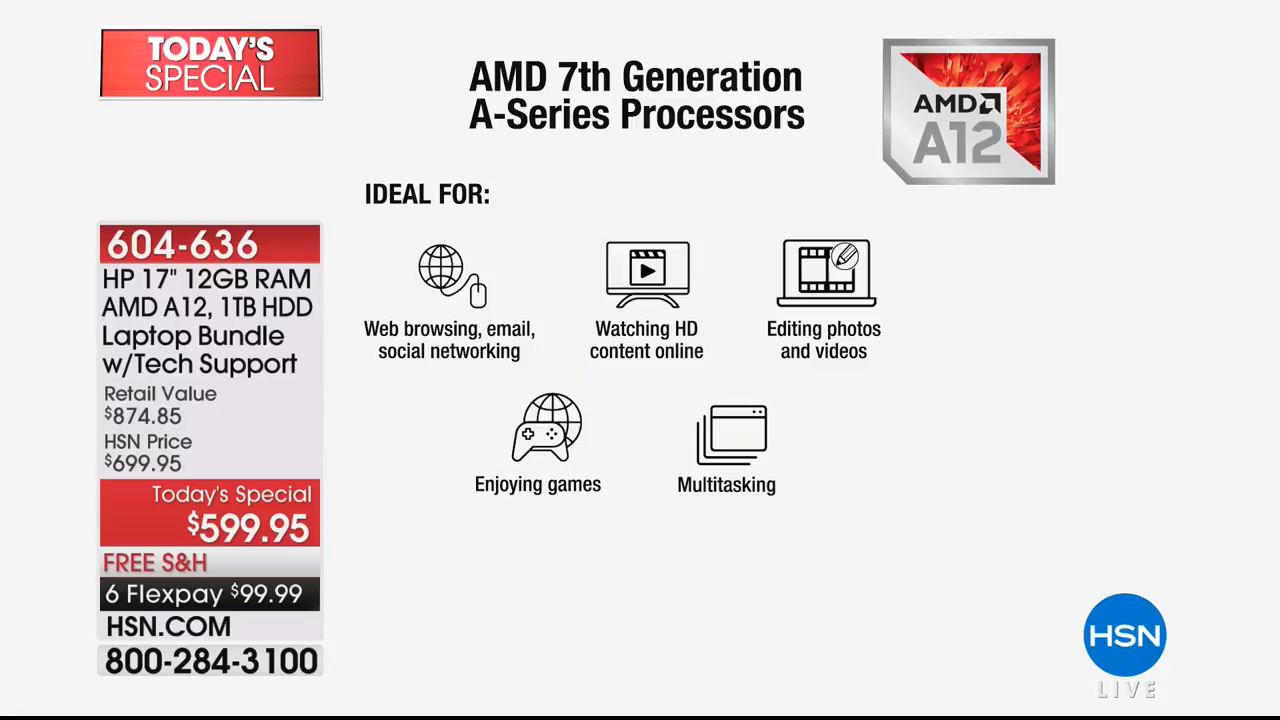 TODAY'S
SPECIAL
AMD 7th Generation
A-Series Processors
AMD
A12
IDEAL FOR:
Web browsing, email,
social networking
Watching HD
content online
Editing photos
and videos
Enjoying games
Multitasking
604-636
HP 17" 12GB RAM
AMD A12, 1TB HDD
Laptop Bundle
w/Tech Support
Retail Value
$874.85
HSN Price
$699.95
Today's Special
$599.95
FREE S&H
6 Flexpay $99.99
HSN.COM
800-284-3100
HSN
LIVE